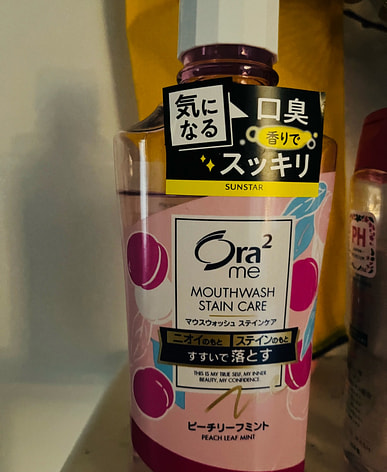 気に
なる
口臭
香りで
スッキリ
SUNSTAR
Ora²
me
MOUTHWASH
STAIN CARE
マウスウォッシュ ステインケア
ニオイのもと ステインのもと
すすいで落とす
THIS IS MY TRUE SELF, MY INNER
BEAUTY, MY CONFIDENCE.
ピーチリーフミント
PEACH LEAF MINT
PH